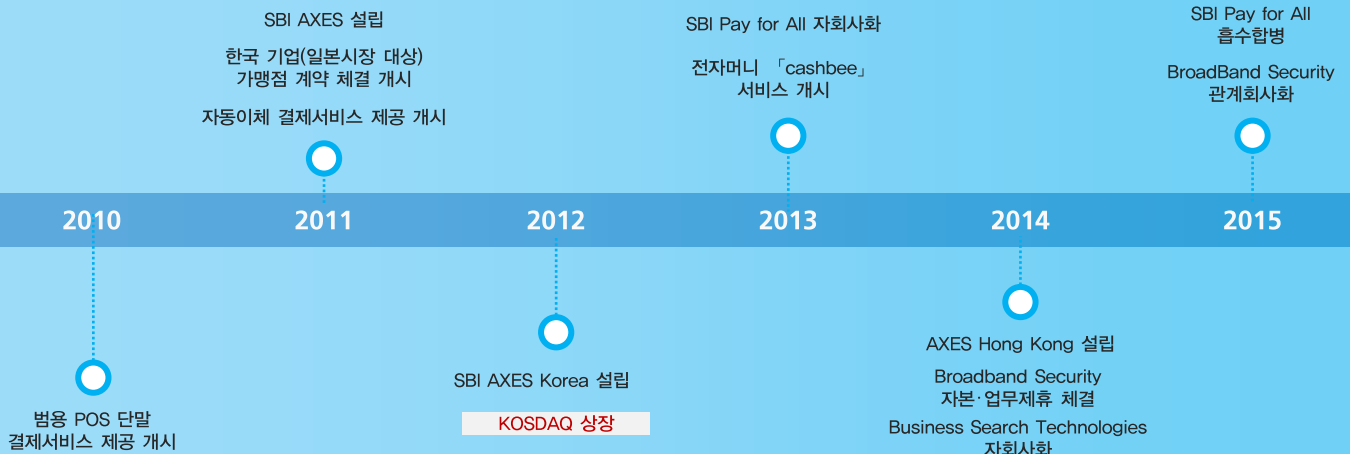 SBI AXES 설립
한국 기업(일본시장 대상)
가맹점 계약 체결 개시
자동이체 결제서비스 제공 개시
SBI Pay for All 자회사화
전자머니 「cashbee」
서비스 개시
SBI Pay for All
흡수합병
BroadBand Security
관계회사화
2010
2011
2012
2013
2014
2015
범용 POS 단말
결제서비스 제공 개시
SBI AXES Korea 설립
KOSDAQ 상장
AXES Hong Kong 설립
Broadband Security
자본·업무제휴 체결
Business Search Technologies
자회사화